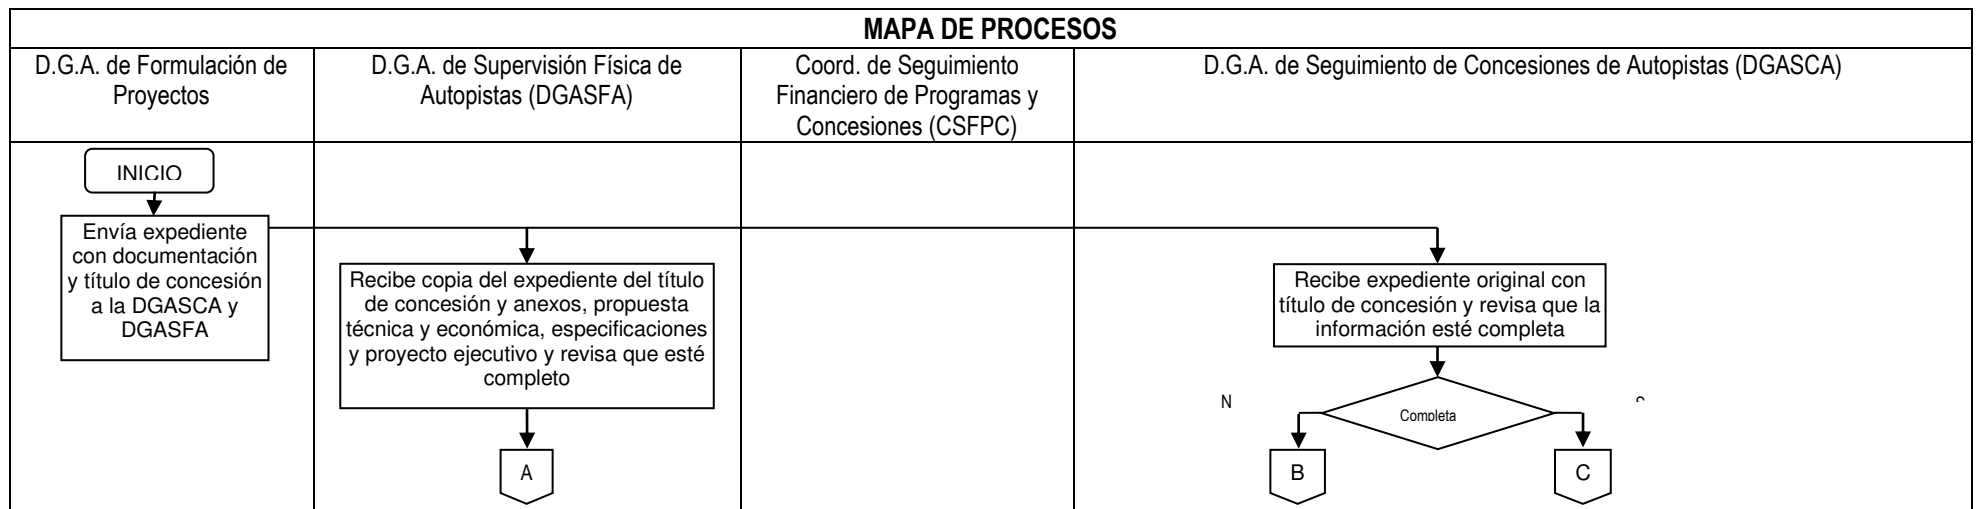 MAPA DE PROCESOS
D.G.A. de Formulación de
Proyectos
D.G.A. de Supervisión Física de
Autopistas (DGASFA)
Coord. de Seguimiento
Financiero de Programas y
Concesiones (CSFPC)
D.G.A. de Seguimiento de Concesiones de Autopistas (DGASCA)
INICIO
Envía expediente
con documentación
y título de concesión
a la DGASCA y
DGASFA
Recibe copia del expediente del título
de concesión y anexos, propuesta
técnica y económica, especificaciones
y proyecto ejecutivo y revisa que esté
completo
A
Recibe expediente original con
título de concesión y revisa que la
información esté completa
N
Completa
B
C